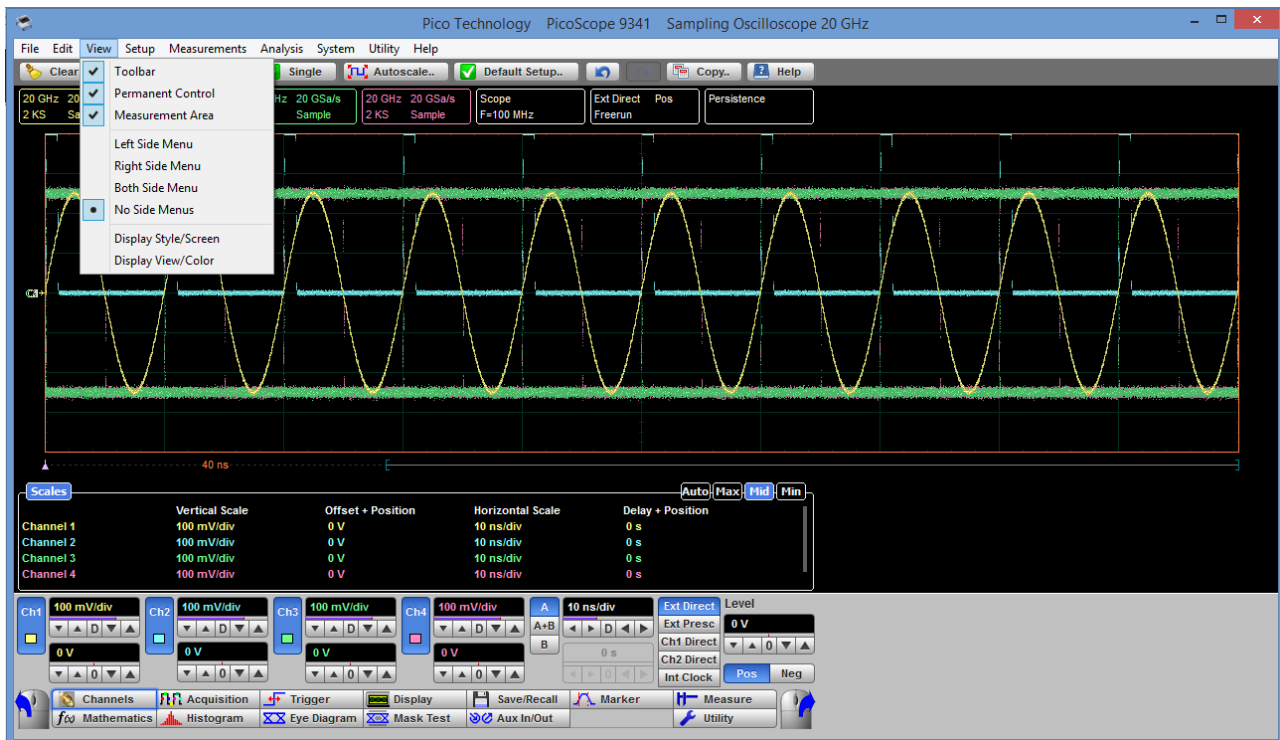 Pico Technology PicoScope 9341 Sampling Oscilloscope 20 GHz
File Edit View Setup Measurements Analysis System Utility Help
Clear Single Autoscale.. Default Setup.. Copy.. Help
Toolbar
Permanent Control
Measurement Area
Left Side Menu
Right Side Menu
Both Side Menu
No Side Menus
Display Style/Screen
Display View/Color
20 GHz 20 Hz 20 GSa/s 20 GHz 20 GSa/s Scope Ext Direct Pos Persistence
2 KS Sa Sample 2 KS Sample F=100 MHz Freerun
40 ns
Scales Auto Max Mid Min
Vertical Scale Offset + Position Horizontal Scale Delay + Position
Channel 1 100 mV/div 0 V 10 ns/div 0 s
Channel 2 100 mV/div 0 V 10 ns/div 0 s
Channel 3 100 mV/div 0 V 10 ns/div 0 s
Channel 4 100 mV/div 0 V 10 ns/div 0 s
Ch1 100 mV/div Ch2 100 mV/div Ch3 100 mV/div Ch4 100 mV/div A 10 ns/div Ext Direct Level
D D D D A+B D Ext Presc 0 V
0 V 0 V 0 V 0 V B 0 s Ch1 Direct 0
Ch2 Direct
0 0 0 0 0 Int Clock Pos Neg
Channels Acquisition Trigger Display Save/Recall Marker Measure
f(x) Mathematics Histogram Eye Diagram Mask Test Aux In/Out Utility